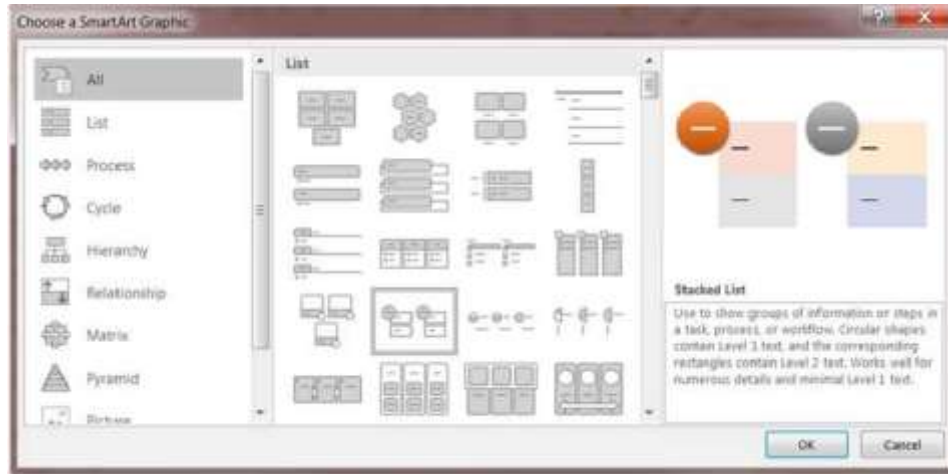 Choose a SmartArt Graphic
All
List
Process
Cycle
Hierarchy
Relationship
Matrix
Pyramid
Picture
List
Stacked List
Use to show groups of information or steps in
a task, process, or workflow. Circular shapes
contain Level 1 text, and the corresponding
rectangles contain Level 2 text. Works well for
numerous details and minimal Level 1 text.
OK
Cancel